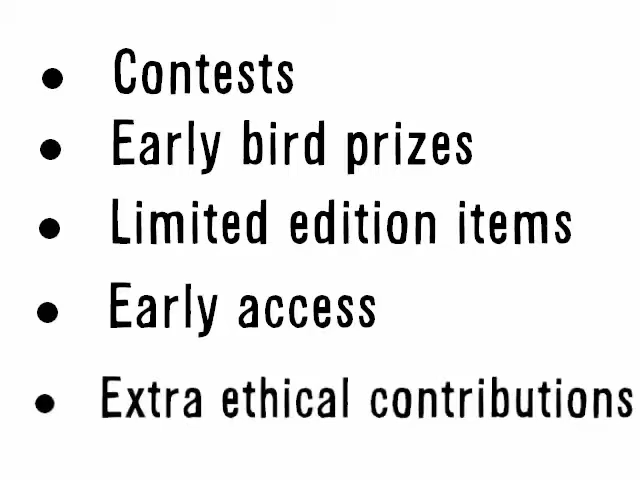 • Contests
• Early bird prizes
• Limited edition items
• Early access
• Extra ethical contributions